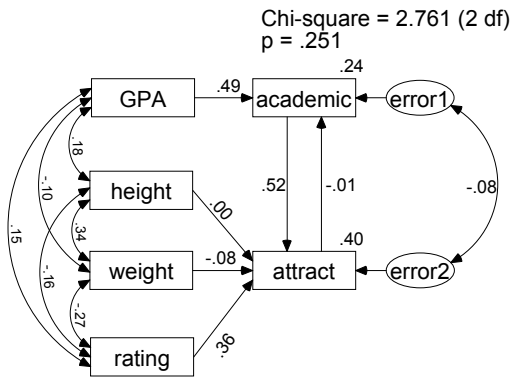 Chi-square = 2.761 (2 df)
p = .251
.24
GPA
.49
academic
error1
.18
-.10
.15
height
.00
.52
-.01
-.08
.34
-.16
.40
weight
-.08
attract
error2
-.27
.36
rating